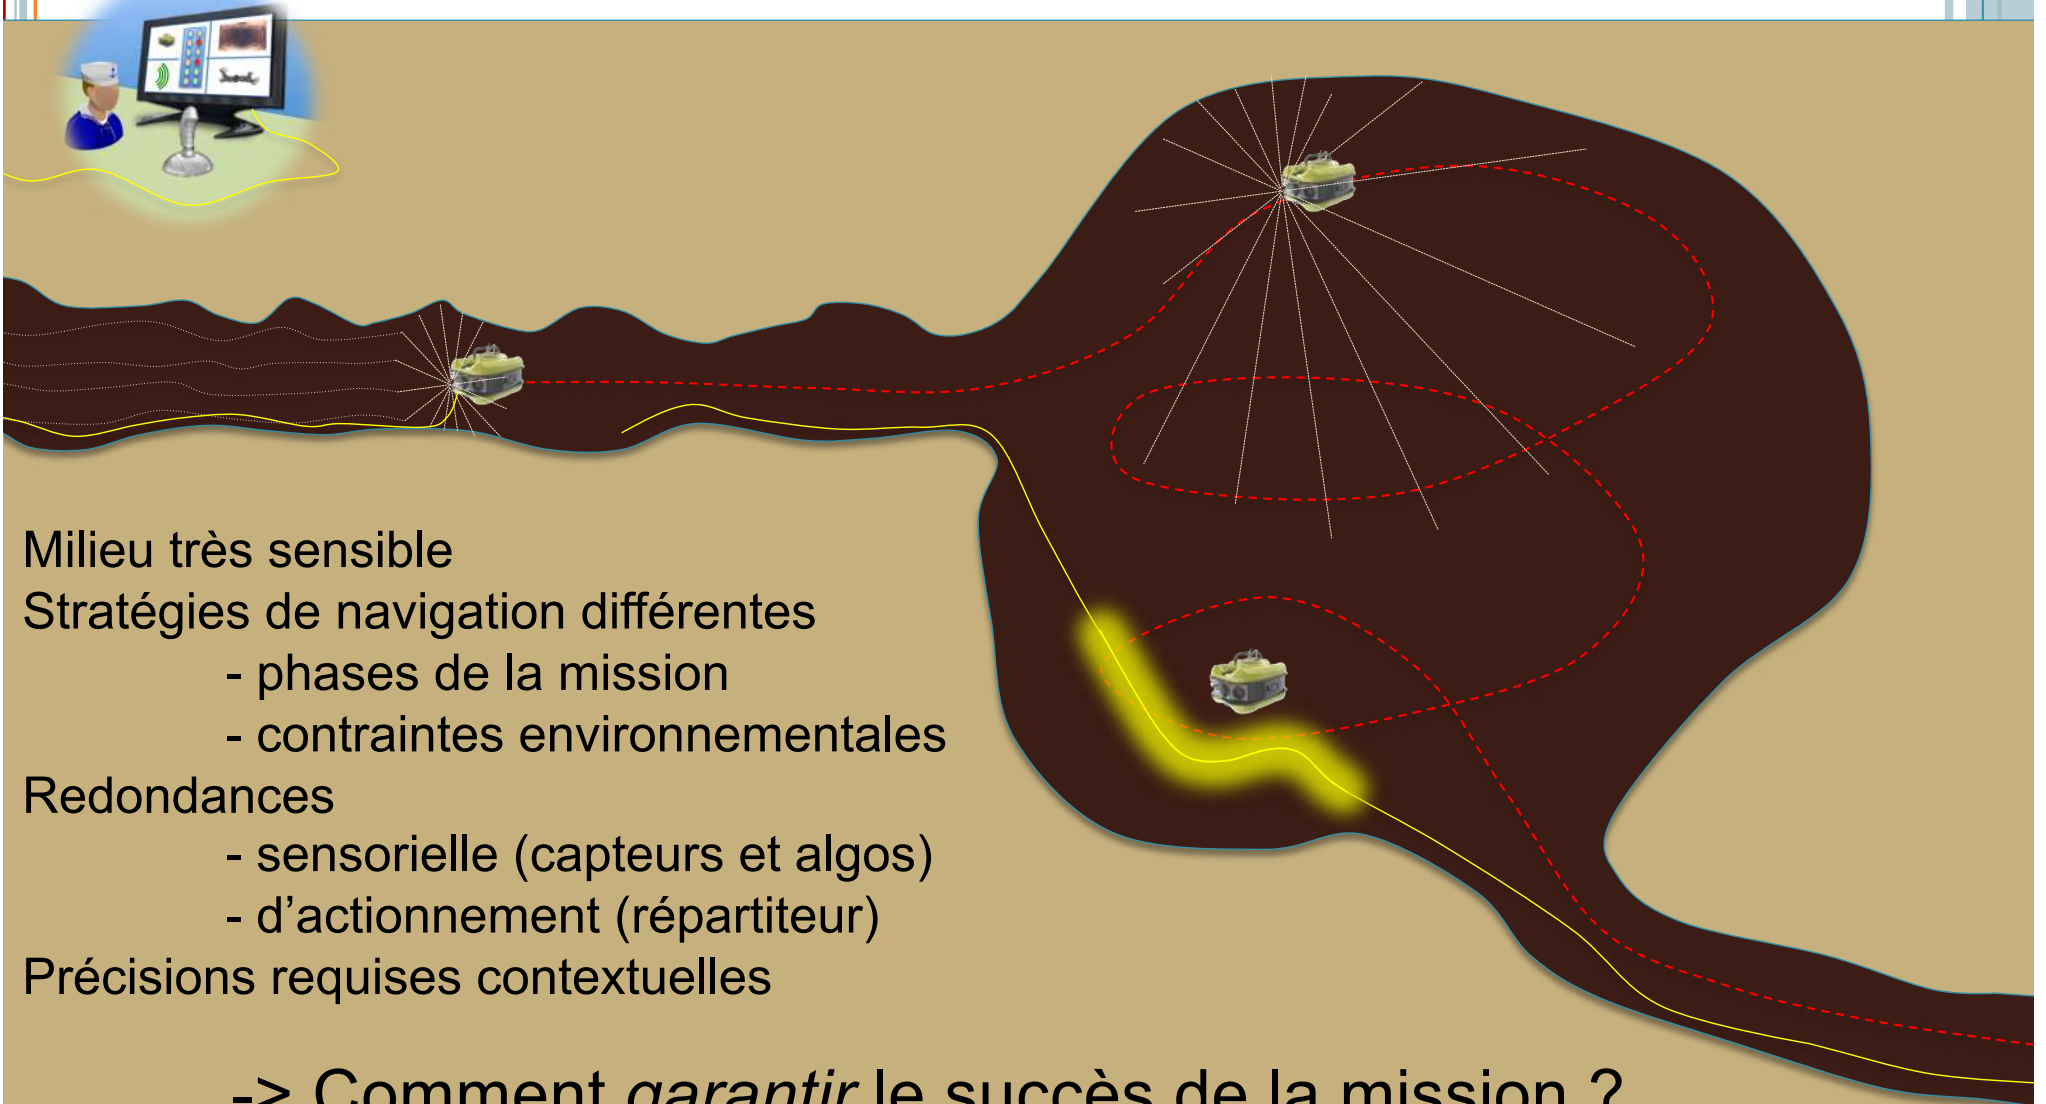 Milieu très sensible
Stratégies de navigation différentes
- phases de la mission
- contraintes environnementales
Redondances
- sensorielle (capteurs et algos)
- d’actionnement (répartiteur)
Précisions requises contextuelles
-> Comment garantir le succès de la mission ?